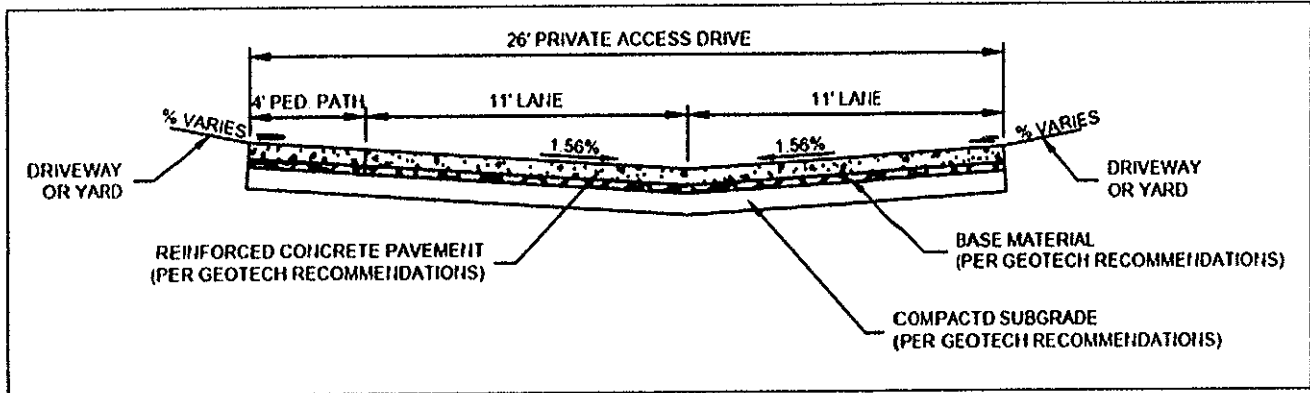 26' PRIVATE ACCESS DRIVE
4' PED. PATH
11' LANE
11' LANE
% VARIES
1.56%
1.56%
% VARIES
DRIVEWAY
OR YARD
DRIVEWAY
OR YARD
REINFORCED CONCRETE PAVEMENT
(PER GEOTECH RECOMMENDATIONS)
BASE MATERIAL
(PER GEOTECH RECOMMENDATIONS)
COMPACTD SUBGRADE
(PER GEOTECH RECOMMENDATIONS)